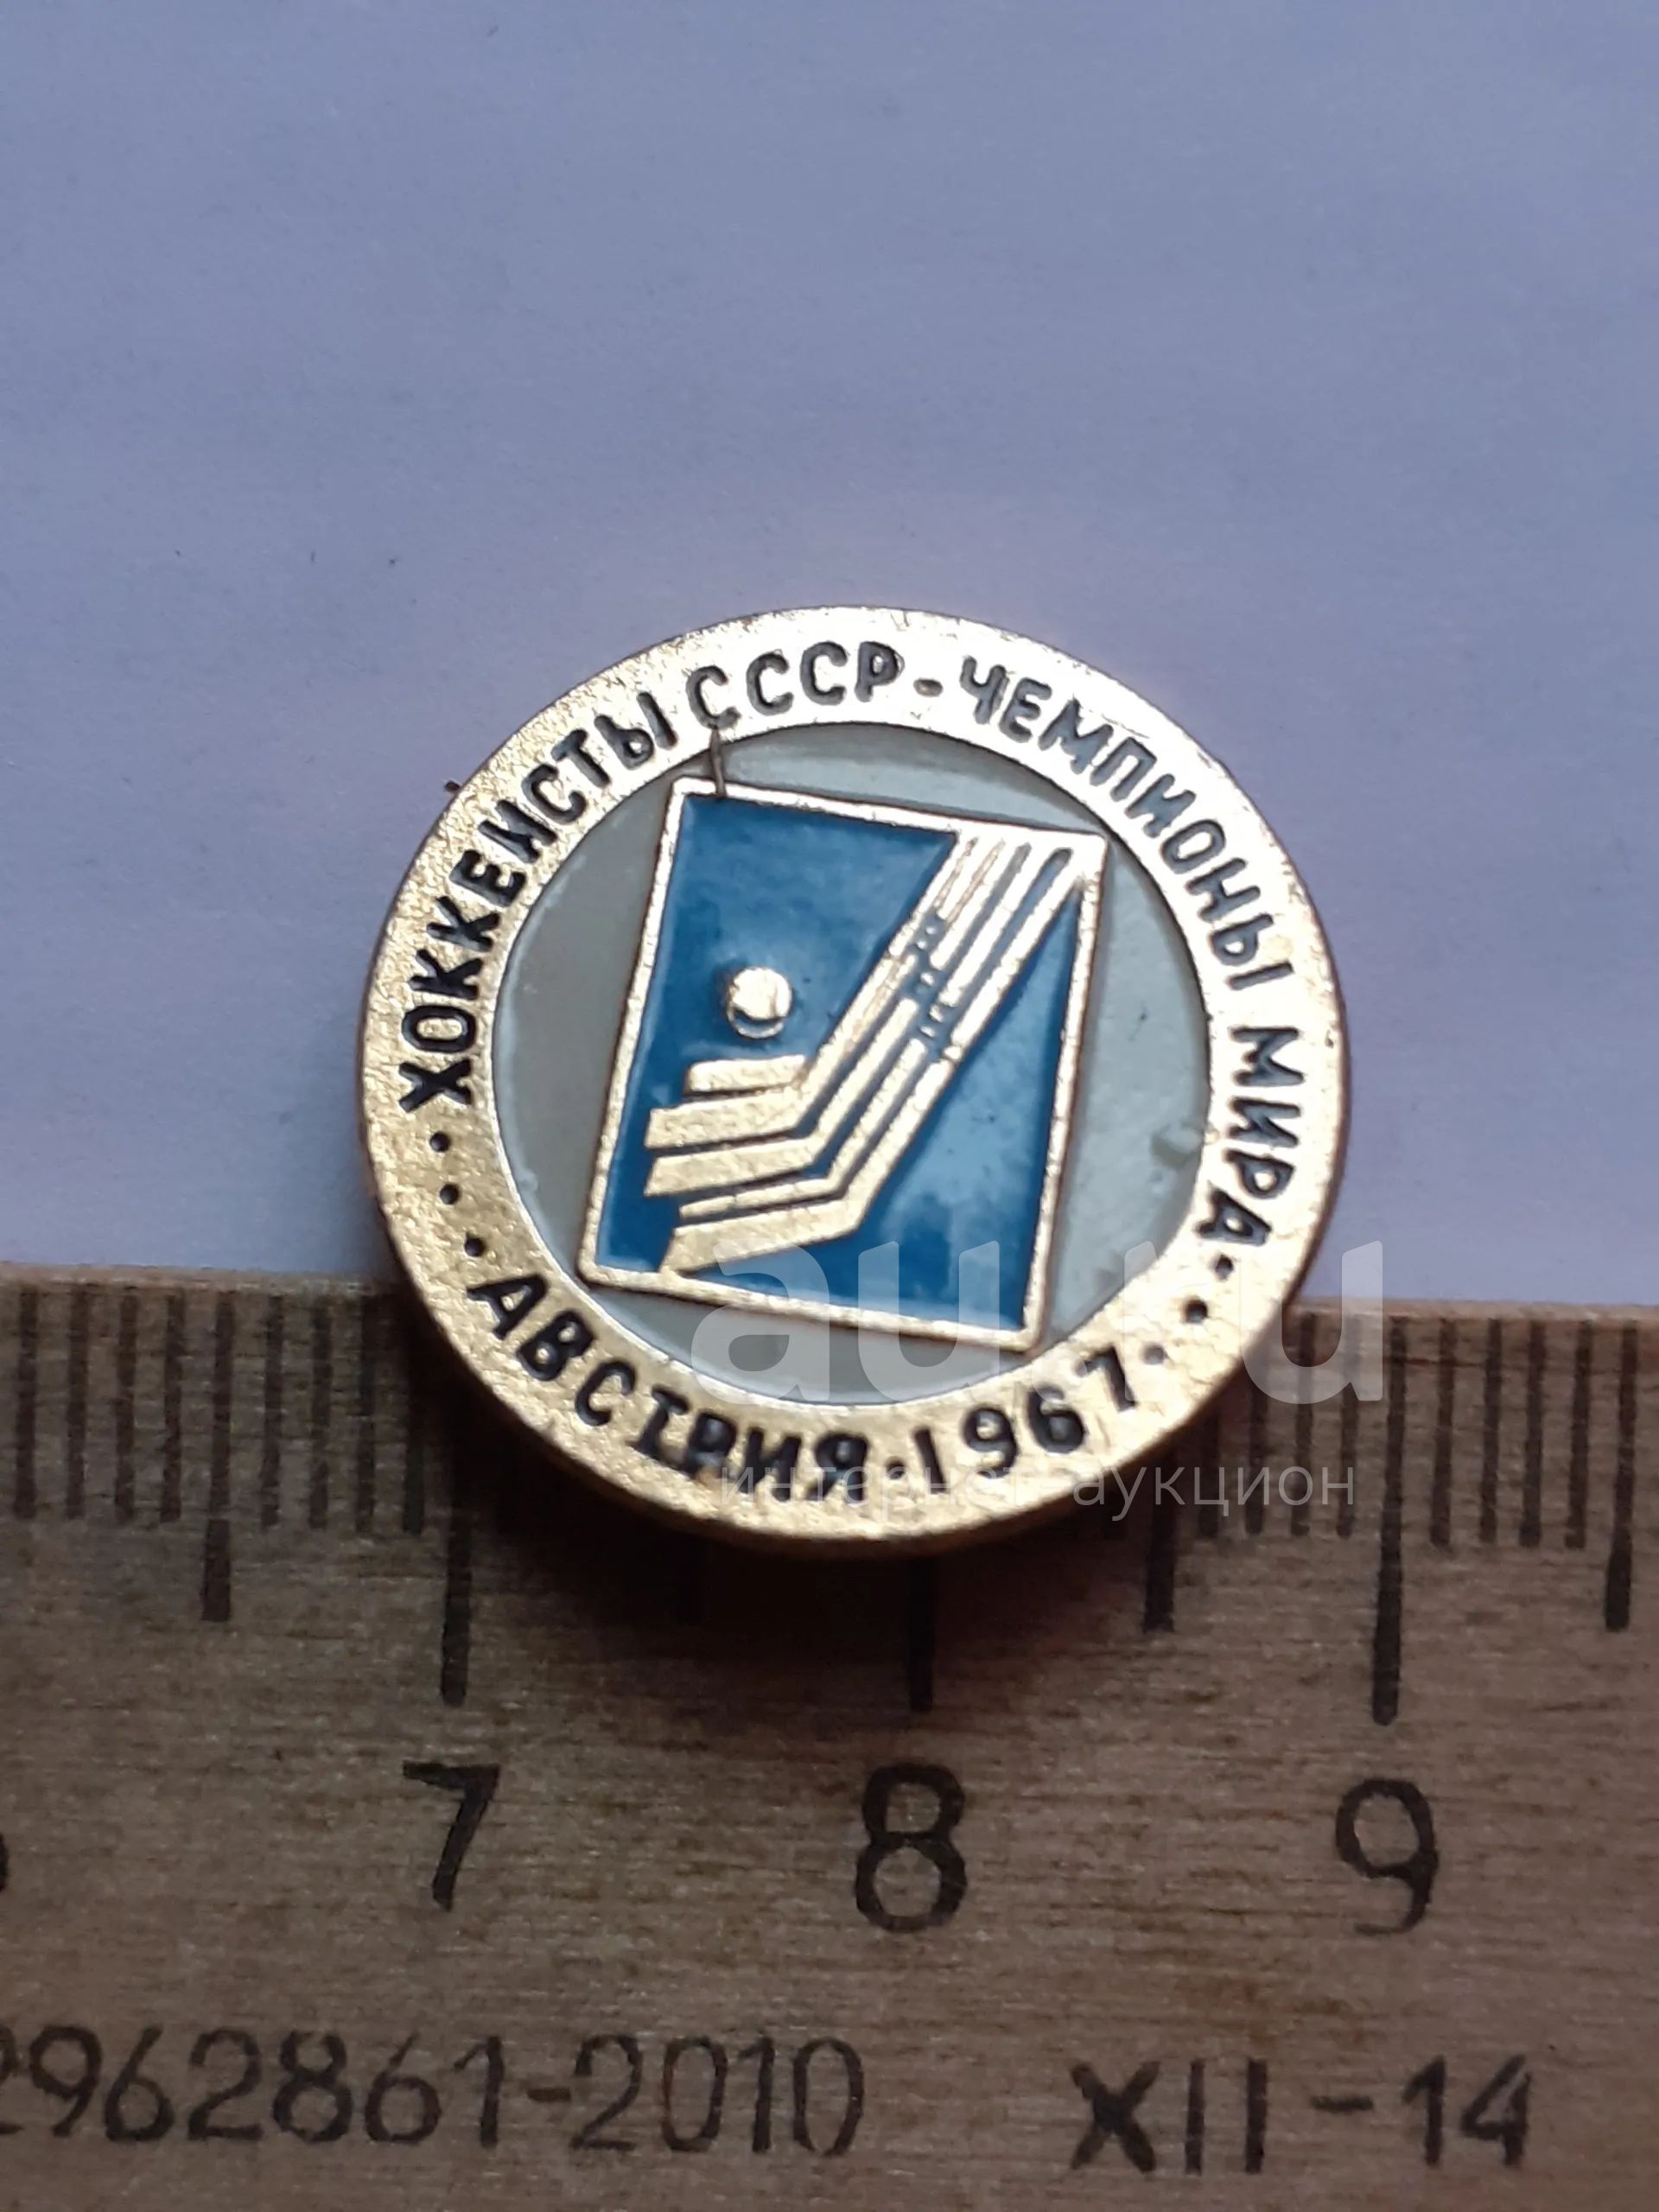 ХОККЕИСТЫ СССР - ЧЕМПИОНЫ МИРА
АВСТРИЯ · 1967
au.ru
интернет-аукцион
7 8 9
2962861-2010 XII-14